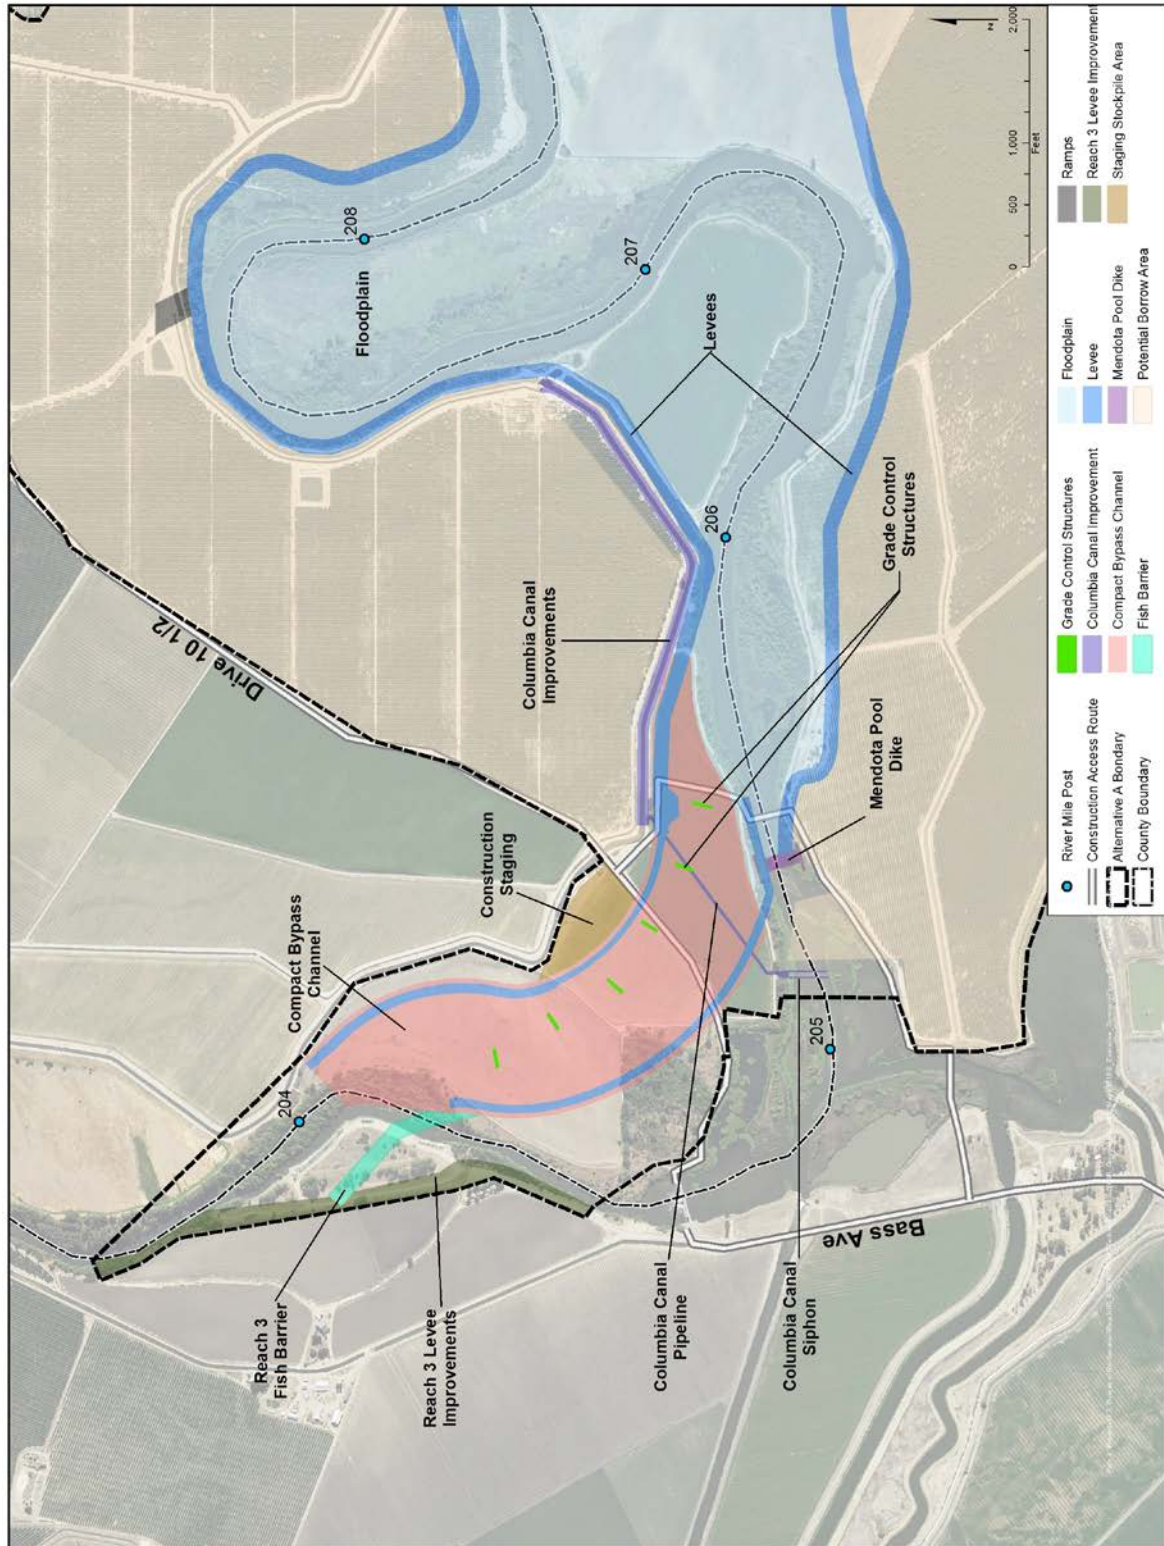 Drive 10 1/2
208
Floodplain
207
Levees
206
Grade Control
Structures
Columbia Canal
Improvements
Mendota Pool
Dike
Construction
Staging
Compact Bypass
Channel
204
205
Reach 3
Fish Barrier
Reach 3 Levee
Improvements
Columbia Canal
Pipeline
Columbia Canal
Siphon
Bass Ave
N
0 500 1,000 2,000
Feet
River Mile Post
Construction Access Route
Alternative A Bondary
County Boundary
Grade Control Structures
Columbia Canal Improvement
Compact Bypass Channel
Fish Barrier
Floodplain
Levee
Mendota Pool Dike
Potential Borrow Area
Ramps
Reach 3 Levee Improvement
Staging Stockpile Area